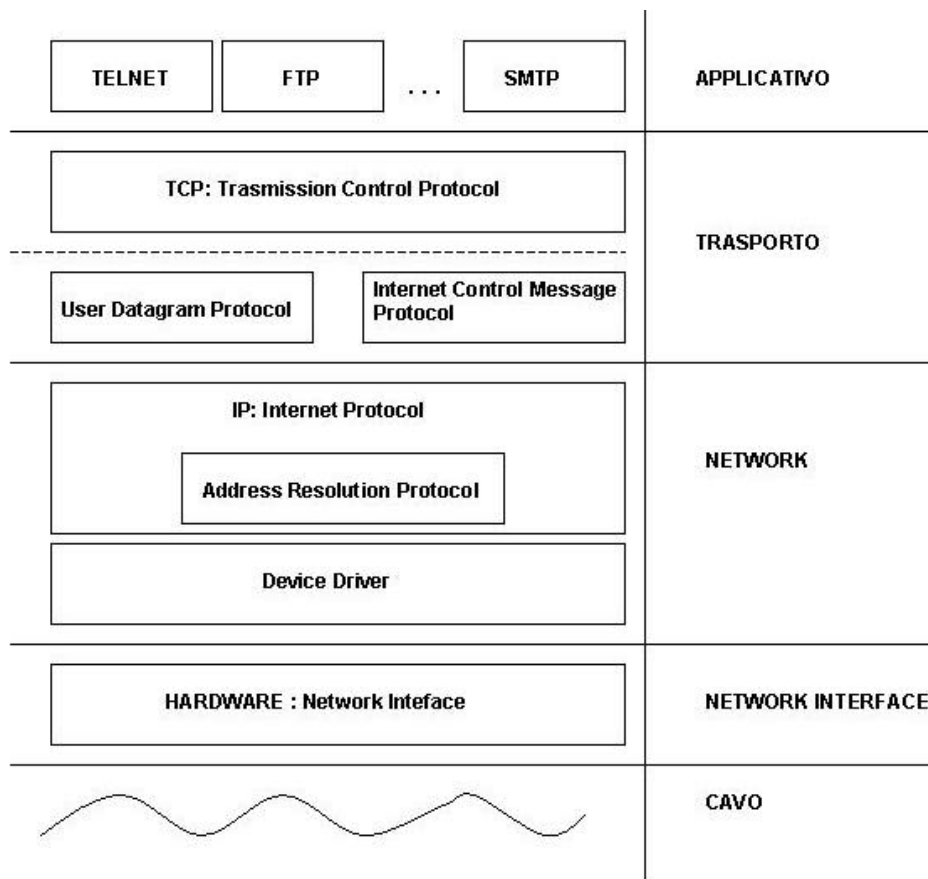 TELNET
FTP
...
SMTP
APPLICATIVO
TCP: Trasmission Control Protocol
TRASPORTO
User Datagram Protocol
Internet Control Message
Protocol
IP: Internet Protocol
NETWORK
Address Resolution Protocol
Device Driver
HARDWARE : Network Inteface
NETWORK INTERFACE
CAVO